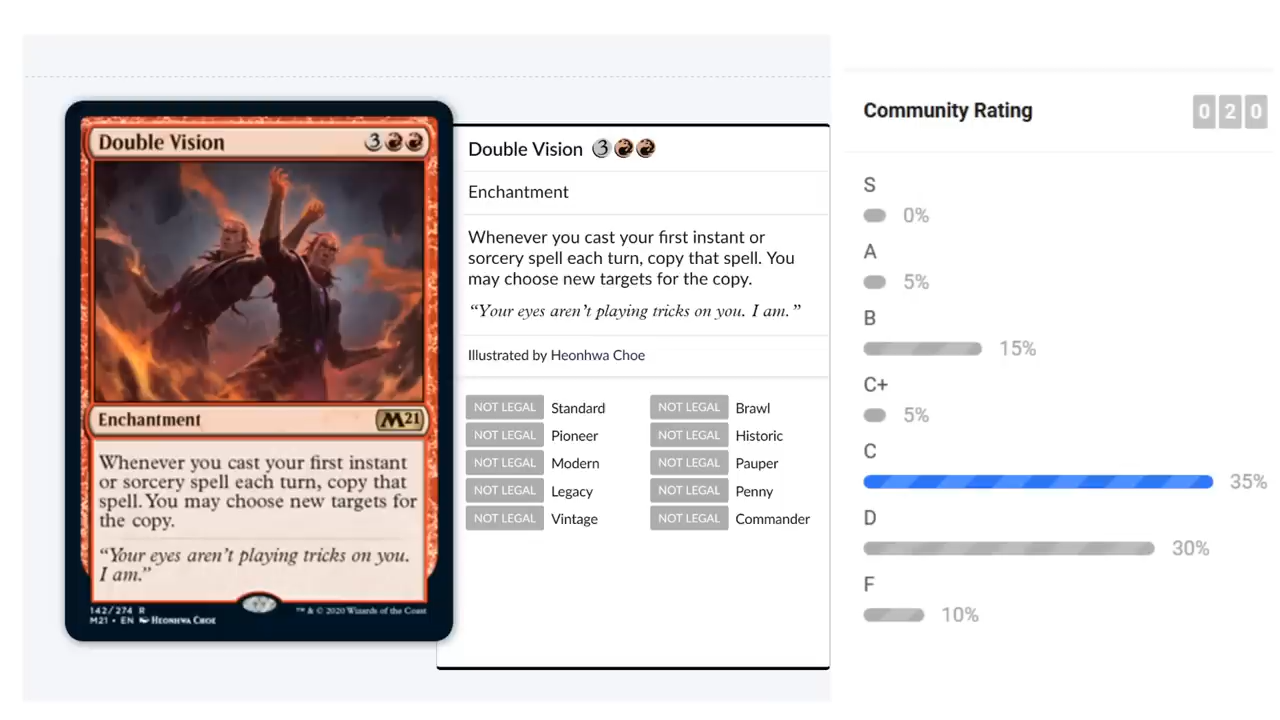 Double Vision 3
Enchantment M21
Whenever you cast your first instant
or sorcery spell each turn, copy that
spell. You may choose new targets for
the copy.
“Your eyes aren’t playing tricks on you.
I am.”
142/274 R
M21 • EN HEONHWA CHOE
™ & © 2020 Wizards of the Coast
Double Vision 3
Enchantment
Whenever you cast your first instant or
sorcery spell each turn, copy that spell. You
may choose new targets for the copy.
“Your eyes aren’t playing tricks on you. I am.”
Illustrated by Heonhwa Choe
NOT LEGAL Standard NOT LEGAL Brawl
NOT LEGAL Pioneer NOT LEGAL Historic
NOT LEGAL Modern NOT LEGAL Pauper
NOT LEGAL Legacy NOT LEGAL Penny
NOT LEGAL Vintage NOT LEGAL Commander
Community Rating 0 2 0
S
0%
A
5%
B
15%
C+
5%
C
35%
D
30%
F
10%